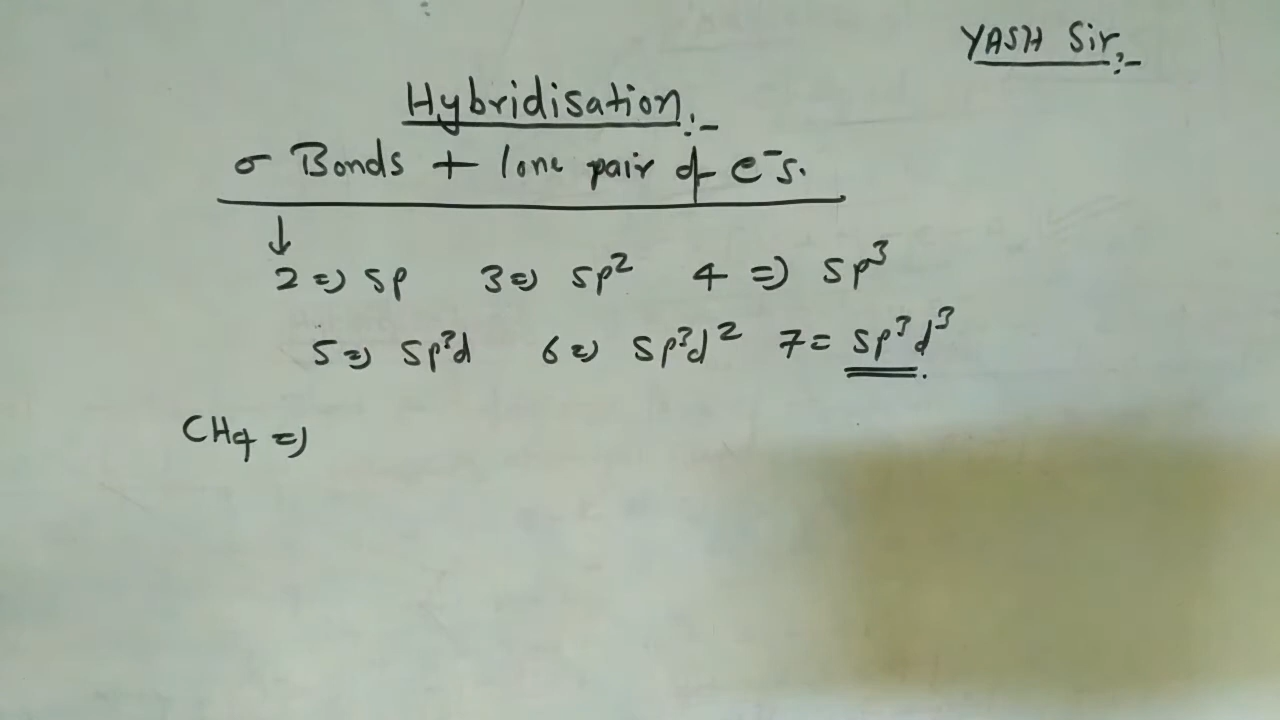 YASH Sir:-
Hybridisation:-
σ Bonds + lone pair of e⁻s.
↓
2 => sp 3 => sp² 4 => sp³
5 => sp³d 6 => sp³d² 7 = sp³d³.
CH₄ =>